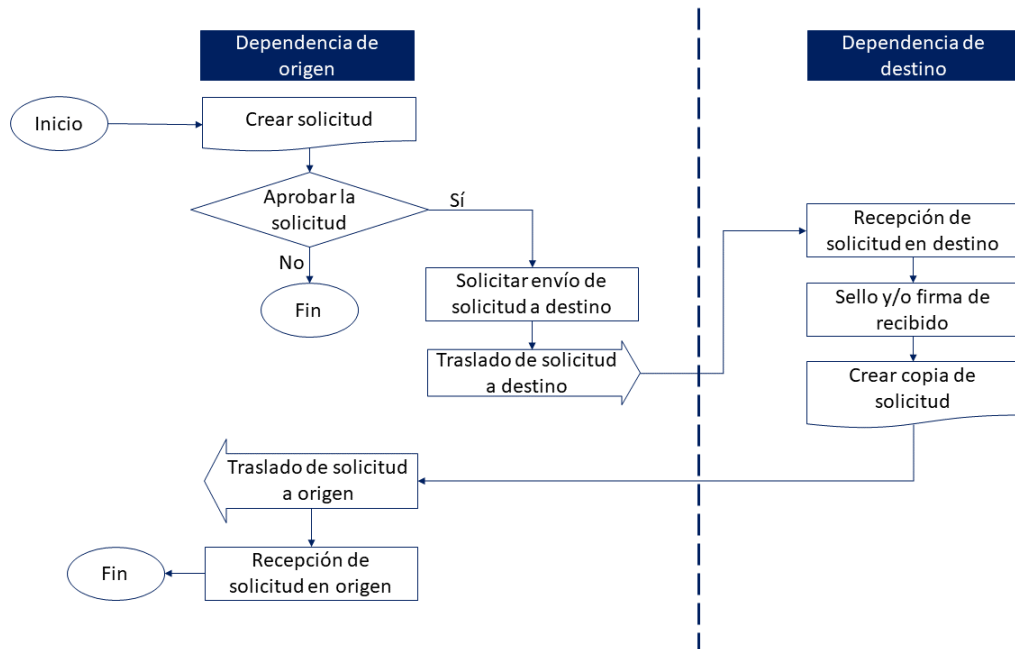 Dependencia de
origen
Dependencia de
destino
Inicio
Crear solicitud
Aprobar la
solicitud
Sí
No
Fin
Solicitar envío de
solicitud a destino
Traslado de solicitud
a destino
Recepción de
solicitud en destino
Sello y/o firma de
recibido
Crear copia de
solicitud
Traslado de solicitud
a origen
Recepción de
solicitud en origen
Fin